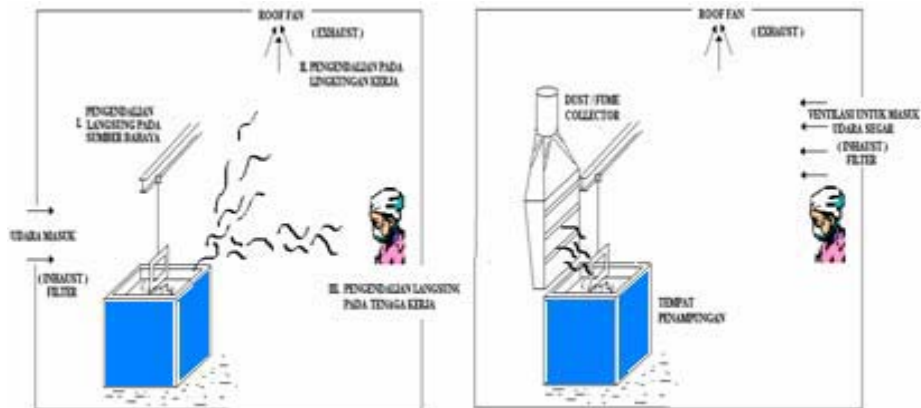 ROOF FAN
( EXHAUST )
II. PENGENDALIAN PADA
LINGKUNGAN KERJA
PENGENDALIAN
I. LANGSUNG PADA
SUMBER BAHAYA
UDARA MASUK
( INHAUST )
FILTER
III. PENGENDALIAN LANGSUNG
PADA TENAGA KERJA
ROOF FAN
( EXHAUST )
DUST / FUME
COLLECTOR
VENTILASI UNTUK MASUK
UDARA SEGAR
( INHAUST )
FILTER
TEMPAT
PENAMPUNGAN